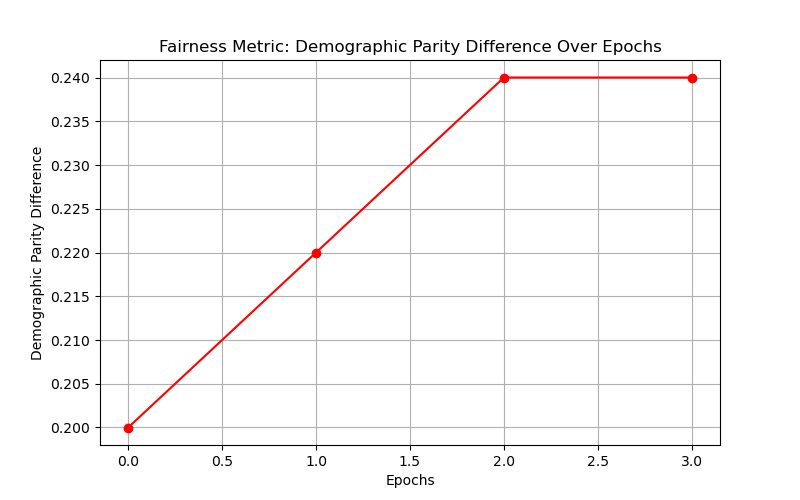 Fairness Metric: Demographic Parity Difference Over Epochs
Demographic Parity Difference
0.240
0.235
0.230
0.225
0.220
0.215
0.210
0.205
0.200
0.0 0.5 1.0 1.5 2.0 2.5 3.0
Epochs